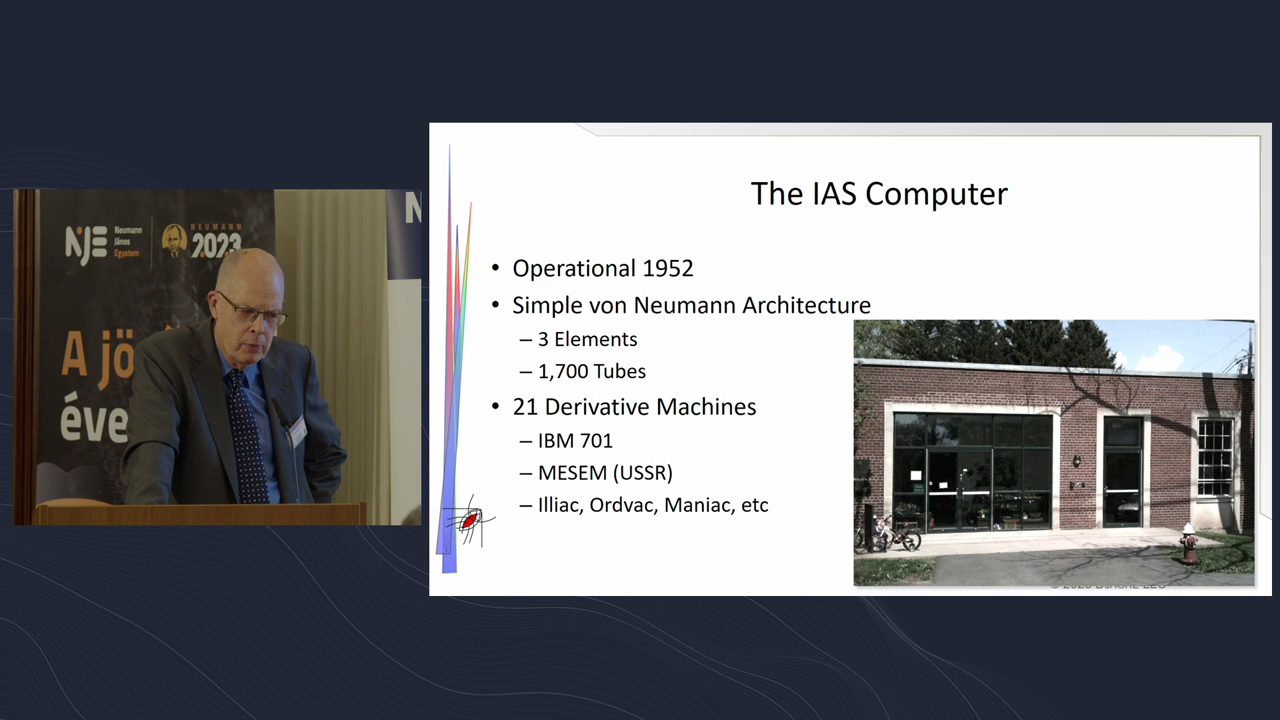 NJE
Neumann
János
Egyetem
NEUMANN
2023
A jö
éve
N
The IAS Computer
• Operational 1952
• Simple von Neumann Architecture
– 3 Elements
– 1,700 Tubes
• 21 Derivative Machines
– IBM 701
– MESEM (USSR)
– Illiac, Ordvac, Maniac, etc